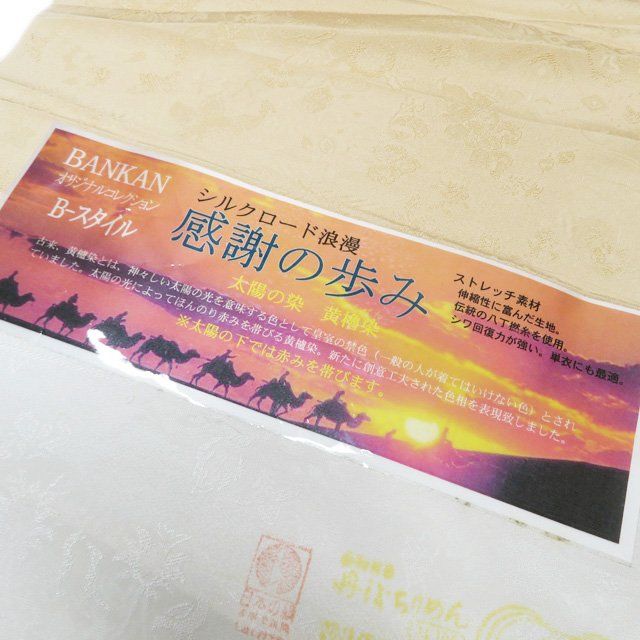 BANKAN
オリジナルコレクション
B-スタイル
シルクロード浪漫
感謝の歩み
太陽の染　黄櫨染
ストレッチ素材
伸縮性に富んだ生地。
伝統の八丁撚糸を使用。
シワ回復力が強い。単衣にも最適。
古来、黄櫨染とは、神々しい太陽の光を意味する色として皇室の禁色（一般の人が着てはいけない色）とされ
ていました。太陽の光によってほんのり赤みを帯びる黄櫨染。新たに創意工夫された色相を表現致しました。
※太陽の下では赤みを帯びます。
丹後ちりめん